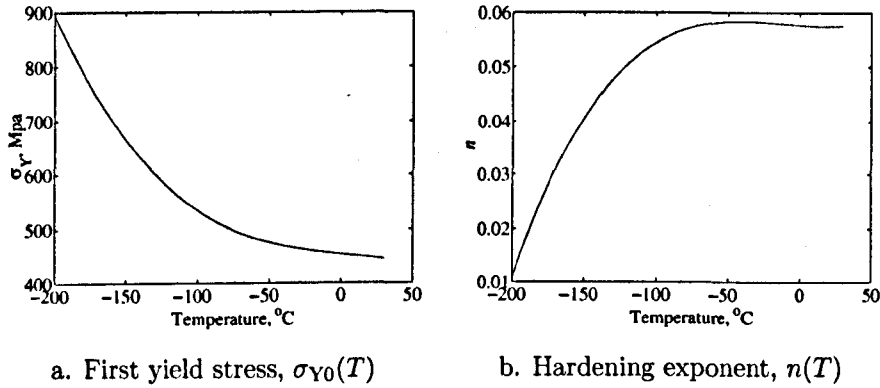 900
800
700
600
500
400
σY, Mpa
−200 −150 −100 −50 0 50
Temperature, °C
a. First yield stress, σY0(T)
0.06
0.05
0.04
0.03
0.02
0.01
n
−200 −150 −100 −50 0 50
Temperature, °C
b. Hardening exponent, n(T)